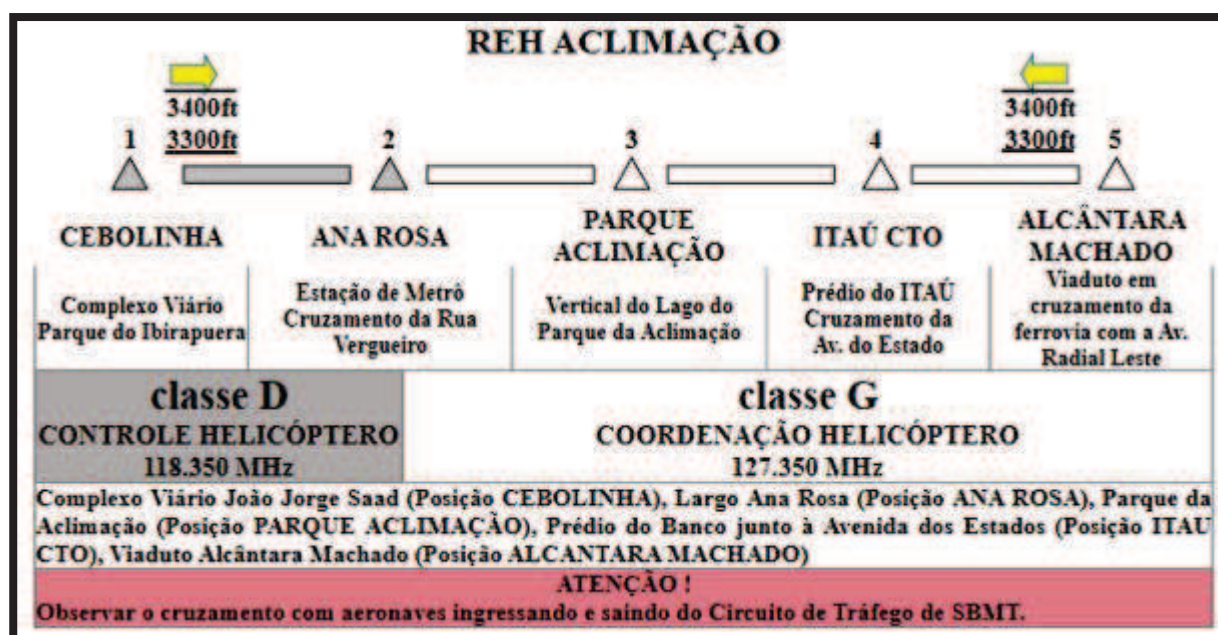 REH ACLIMAÇÃO
3400ft
3300ft
3400ft
3300ft
1
2
3
4
5
CEBOLINHA
ANA ROSA
PARQUE
ACLIMAÇÃO
ITAÚ CTO
ALCÂNTARA
MACHADO
Complexo Viário
Parque do Ibirapuera
Estação de Metrô
Cruzamento da Rua
Vergueiro
Vertical do Lago do
Parque da Aclimação
Prédio do ITAÚ
Cruzamento da
Av. do Estado
Viaduto em
cruzamento da
ferrovia com a Av.
Radial Leste
classe D
CONTROLE HELICÓPTERO
118.350 MHz
classe G
COORDENAÇÃO HELICÓPTERO
127.350 MHz
Complexo Viário João Jorge Saad (Posição CEBOLINHA), Largo Ana Rosa (Posição ANA ROSA), Parque da
Aclimação (Posição PARQUE ACLIMAÇÃO), Prédio do Banco junto à Avenida dos Estados (Posição ITAU
CTO), Viaduto Alcântara Machado (Posição ALCANTARA MACHADO)
ATENÇÃO !
Observar o cruzamento com aeronaves ingressando e saindo do Circuito de Tráfego de SBMT.